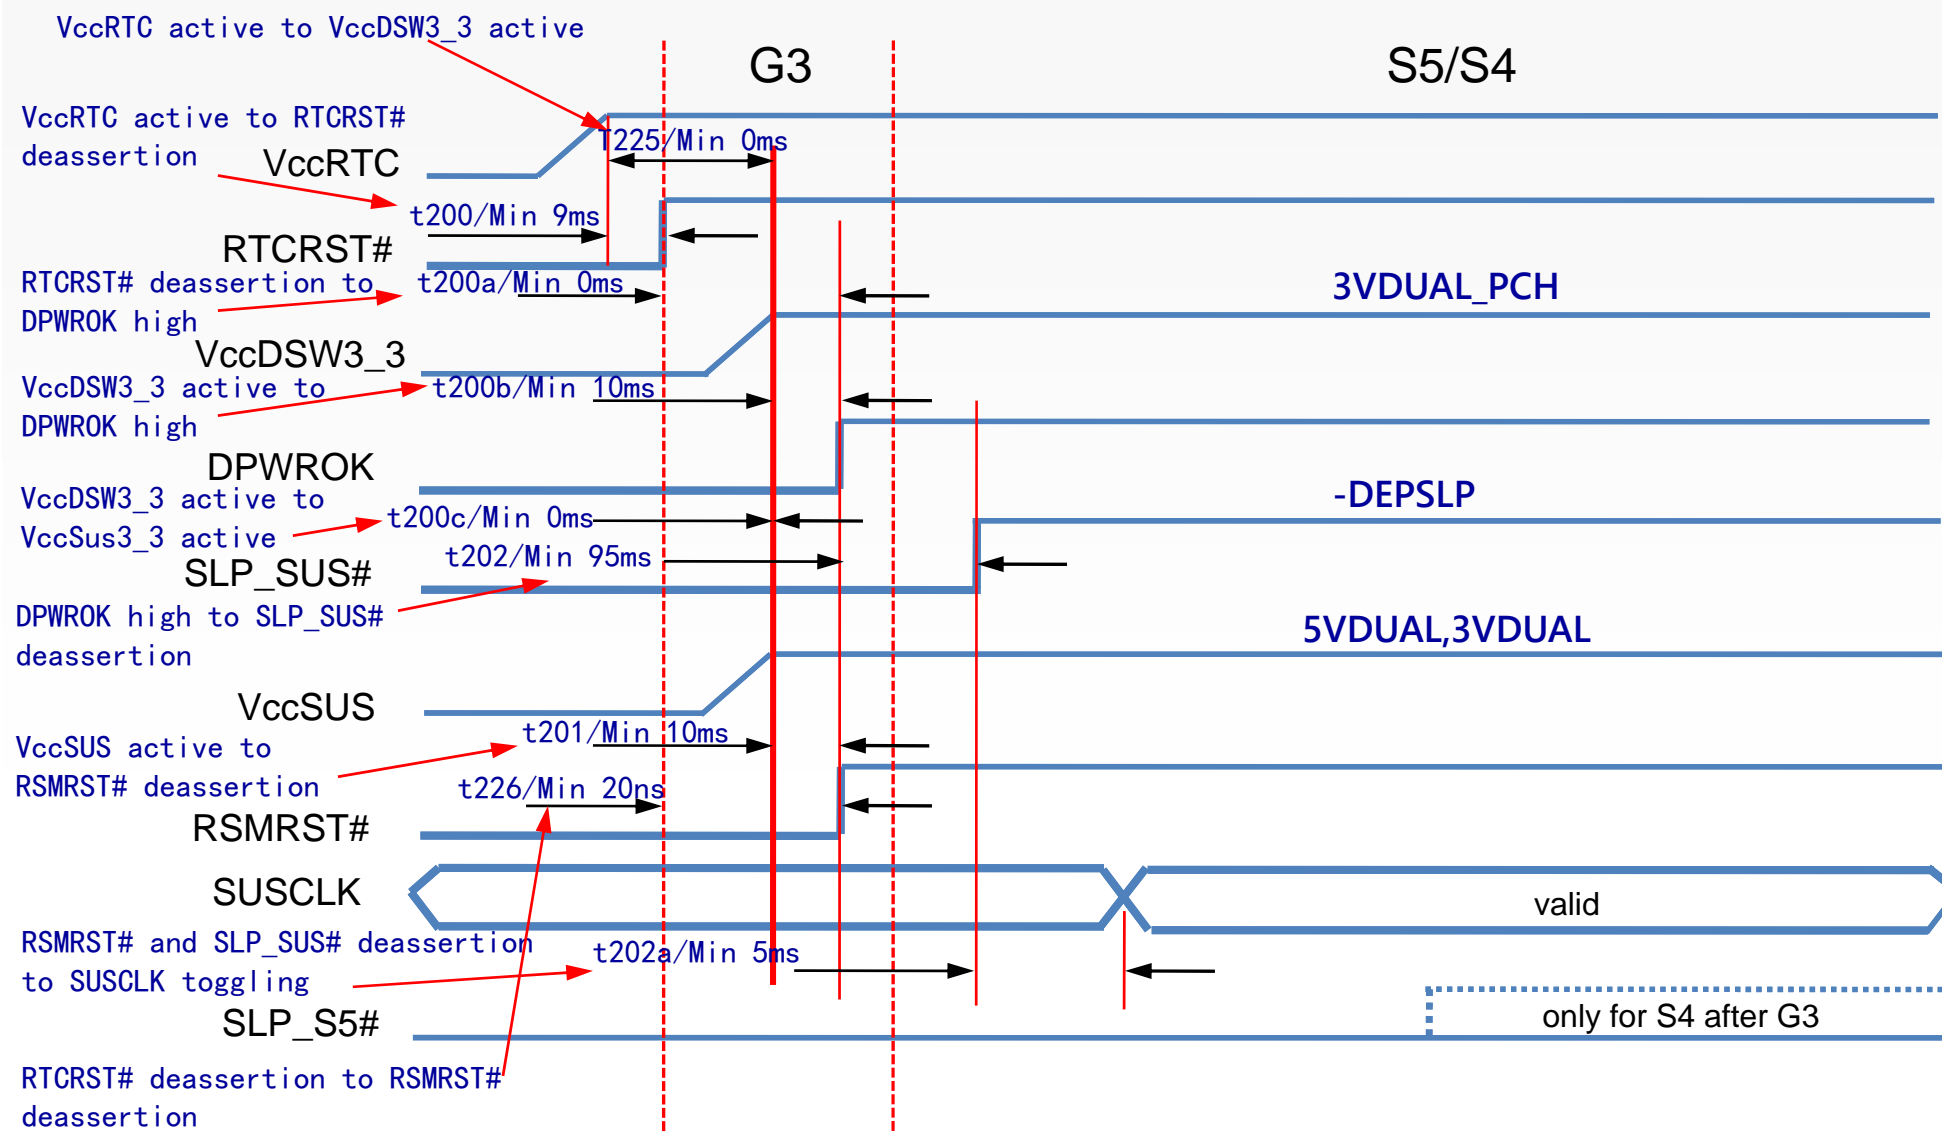 VccRTC active to VccDSW3_3 active
G3
S5/S4
VccRTC active to RTCRST#
deassertion
VccRTC
T225/Min 0ms
t200/Min 9ms
RTCRST#
RTCRST# deassertion to
DPWROK high
t200a/Min 0ms
3VDUAL_PCH
VccDSW3_3
VccDSW3_3 active to
DPWROK high
t200b/Min 10ms
DPWROK
VccDSW3_3 active to
VccSus3_3 active
t200c/Min 0ms
-DEPSLP
t202/Min 95ms
SLP_SUS#
DPWROK high to SLP_SUS#
deassertion
5VDUAL,3VDUAL
VccSUS
t201/Min 10ms
VccSUS active to
RSMRST# deassertion
t226/Min 20ns
RSMRST#
SUSCLK
valid
RSMRST# and SLP_SUS# deassertion
to SUSCLK toggling
t202a/Min 5ms
SLP_S5#
only for S4 after G3
RTCRST# deassertion to RSMRST#
deassertion